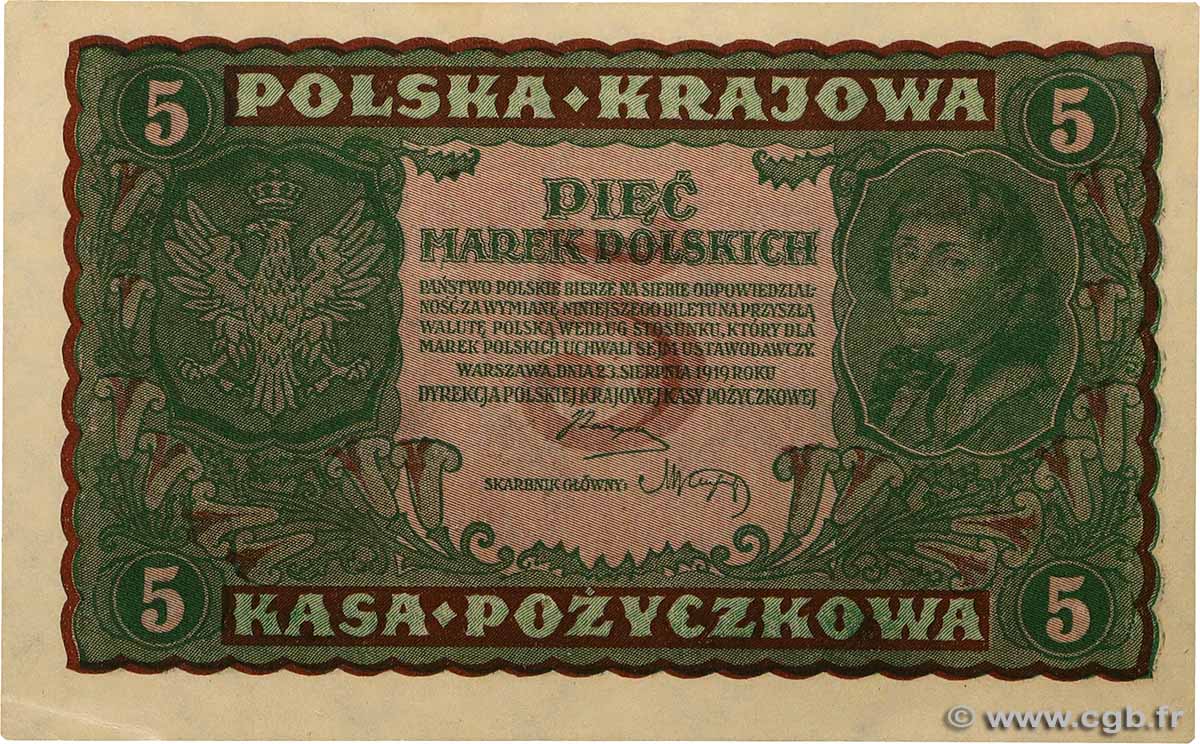 5 POLSKA · KRAJOWA 5
PIĘĆ
MAREK POLSKICH
PAŃSTWO POLSKIE BIERZE NA SIEBIE ODPOWIEDZIAL-
NOŚĆ ZA WYMIANĘ NINIEJSZEGO BILETU NA PRZYSZŁĄ
WALUTĘ POLSKĄ WEDŁUG STOSUNKU, KTÓRY DLA
MAREK POLSKICH UCHWALI SEJM USTAWODAWCZY.
WARSZAWA, DNIA 23 SIERPNIA 1919 ROKU
DYREKCJA POLSKIEJ KRAJOWEJ KASY POŻYCZKOWEJ
SKARBNIK GŁÓWNY:
5
5 KASA · POŻYCZKOWA 5
© www.cgb.fr